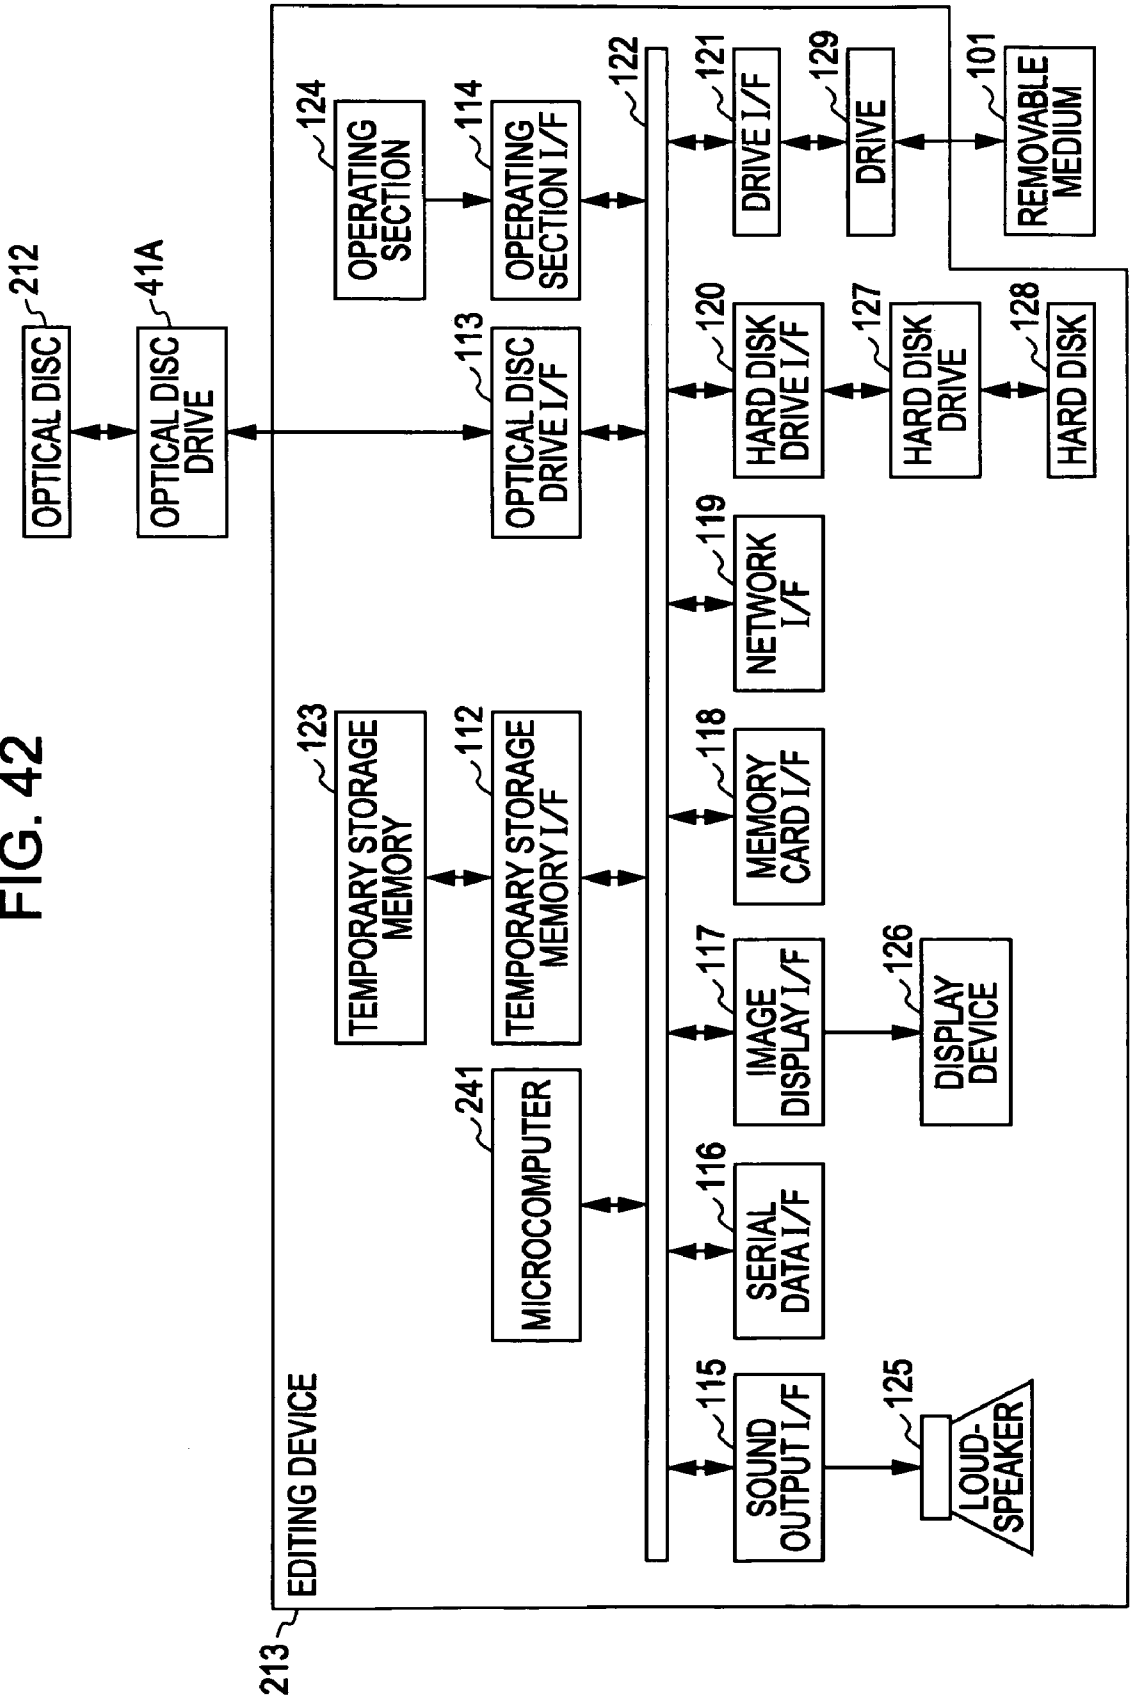 FIG. 42
OPTICAL DISC
212
OPTICAL DISC
DRIVE
41A
213
EDITING DEVICE
TEMPORARY STORAGE
MEMORY
123
OPERATING
SECTION
124
MICROCOMPUTER
241
TEMPORARY STORAGE
MEMORY I/F
112
OPTICAL DISC
DRIVE I/F
113
OPERATING
SECTION I/F
114
122
SOUND
OUTPUT I/F
115
SERIAL
DATA I/F
116
IMAGE
DISPLAY I/F
117
MEMORY
CARD I/F
118
NETWORK
I/F
119
HARD DISK
DRIVE I/F
120
DRIVE I/F
121
LOUD-
SPEAKER
125
DISPLAY
DEVICE
126
HARD DISK
DRIVE
127
DRIVE
129
HARD DISK
128
REMOVABLE
MEDIUM
101